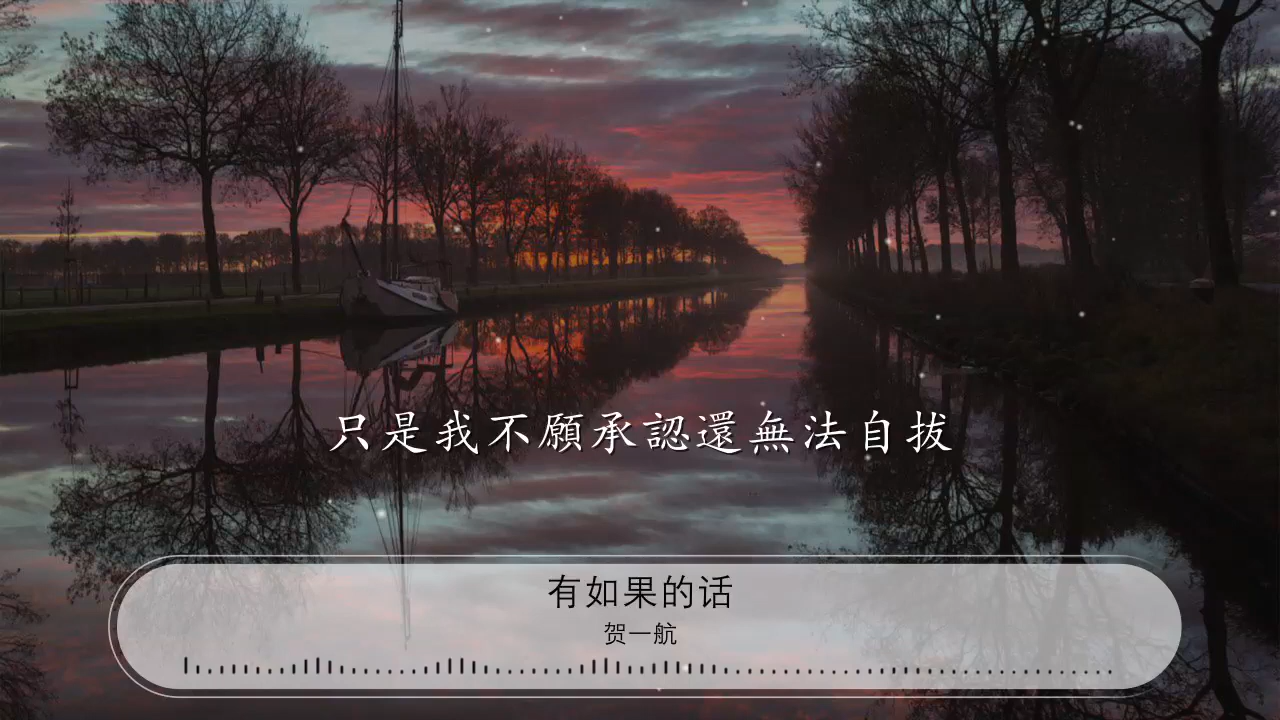 只是我不願承認還無法自拔
有如果的话
贺一航